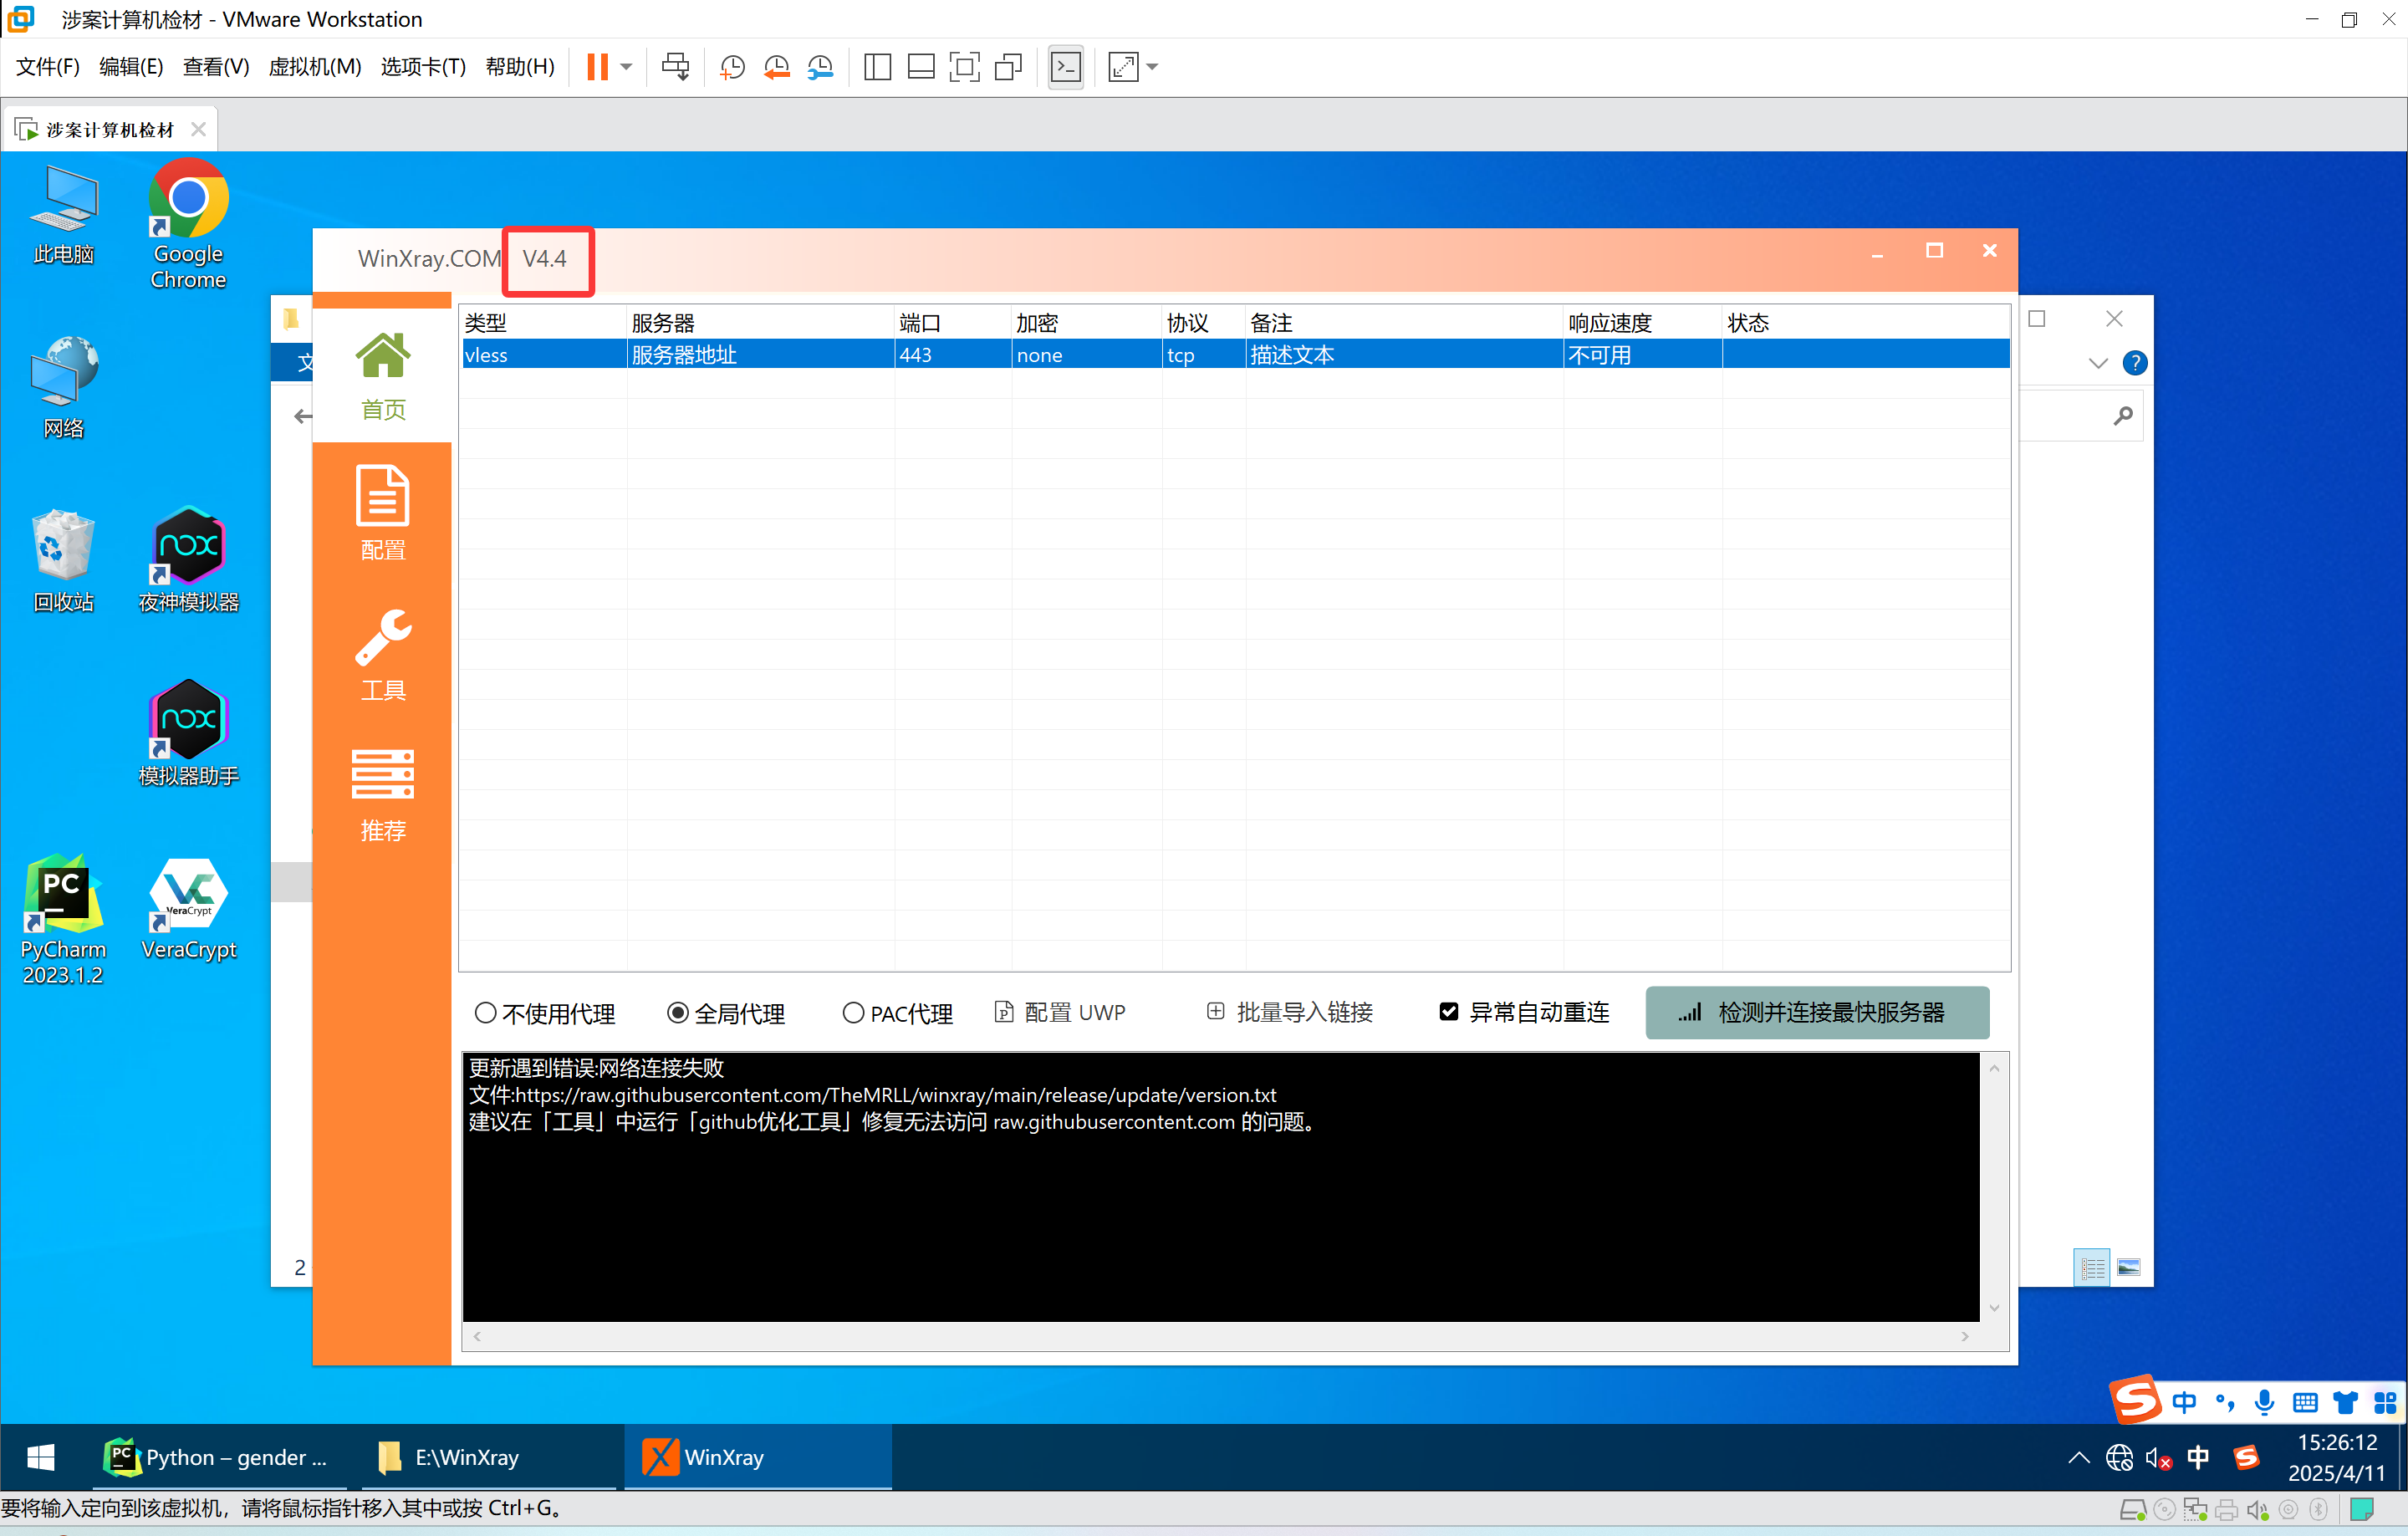 涉案计算机检材 - VMware Workstation
文件(F) 编辑(E) 查看(V) 虚拟机(M) 选项卡(T) 帮助(H)
涉案计算机检材
此电脑
Google Chrome
网络
回收站
夜神模拟器
模拟器助手
PC
PyCharm 2023.1.2
VeraCrypt
VeraCrypt
WinXray.COM V4.4
文
首页
配置
工具
推荐
类型 服务器 端口 加密 协议 备注 响应速度 状态
vless 服务器地址 443 none tcp 描述文本 不可用
不使用代理 全局代理 PAC代理 配置 UWP 批量导入链接 异常自动重连 检测并连接最快服务器
更新遇到错误:网络连接失败
文件:https://raw.githubusercontent.com/TheMRLL/winxray/main/release/update/version.txt
建议在「工具」中运行「github优化工具」修复无法访问 raw.githubusercontent.com 的问题。
2
中
Python – gender ...
E:\WinXray
WinXray
中
15:26:12
2025/4/11
要将输入定向到该虚拟机，请将鼠标指针移入其中或按 Ctrl+G。